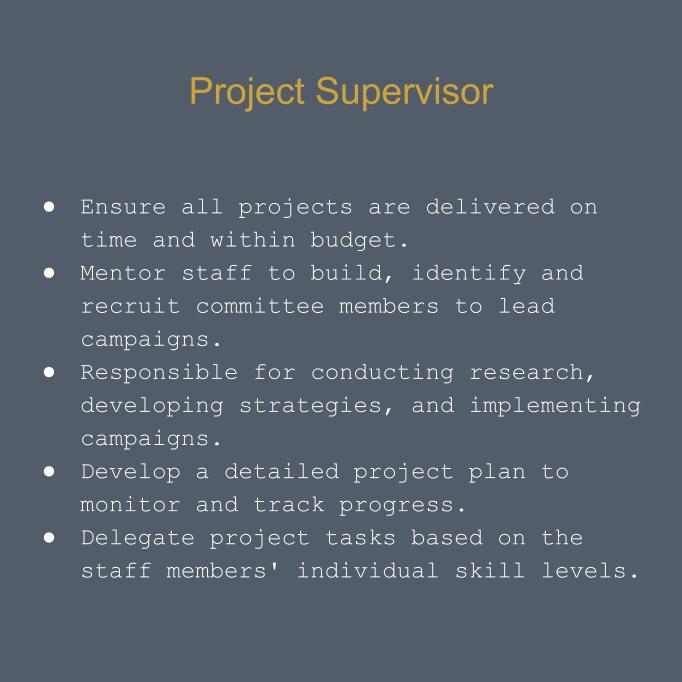 Project Supervisor
● Ensure all projects are delivered on
time and within budget.
● Mentor staff to build, identify and
recruit committee members to lead
campaigns.
● Responsible for conducting research,
developing strategies, and implementing
campaigns.
● Develop a detailed project plan to
monitor and track progress.
● Delegate project tasks based on the
staff members' individual skill levels.